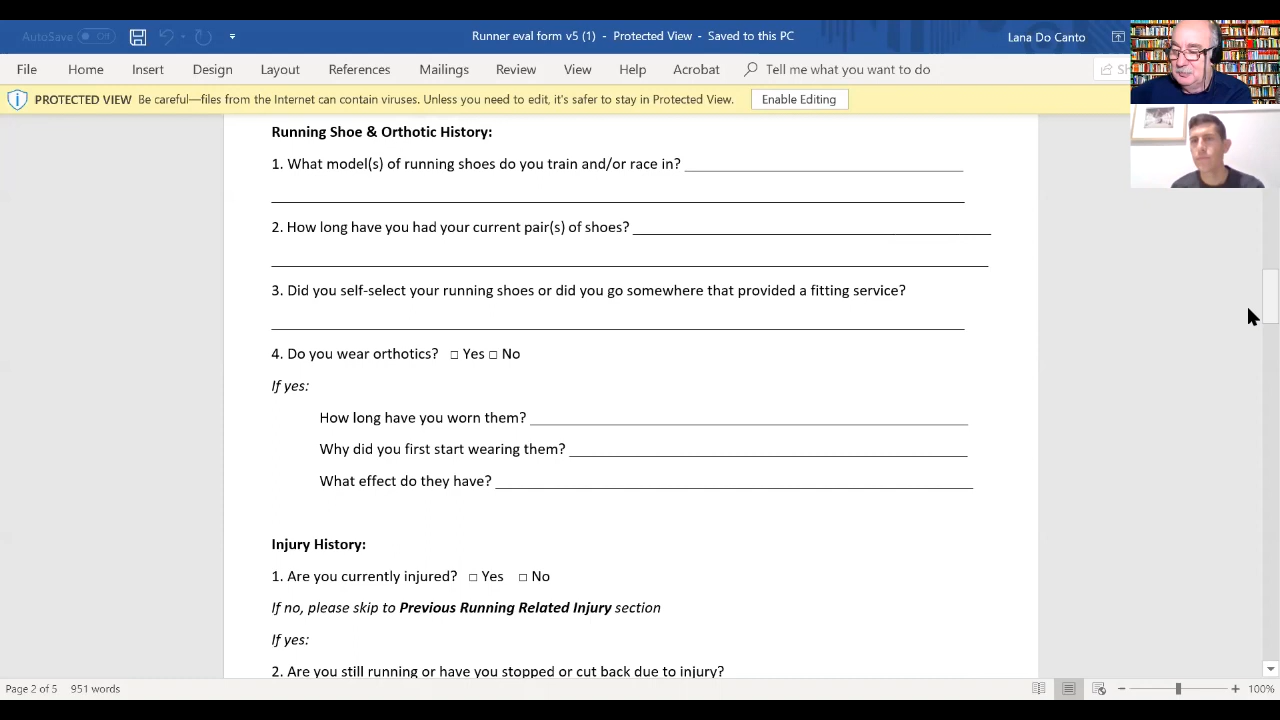 AutoSave Off Runner eval form v5 (1) - Protected View - Saved to this PC Lana Do Canto
File Home Insert Design Layout References Mailings Review View Help Acrobat Tell me what you want to do
PROTECTED VIEW Be careful—files from the Internet can contain viruses. Unless you need to edit, it's safer to stay in Protected View. Enable Editing
Running Shoe & Orthotic History:
1. What model(s) of running shoes do you train and/or race in?
2. How long have you had your current pair(s) of shoes?
3. Did you self-select your running shoes or did you go somewhere that provided a fitting service?
4. Do you wear orthotics? □ Yes □ No
If yes:
How long have you worn them?
Why did you first start wearing them?
What effect do they have?
Injury History:
1. Are you currently injured? □ Yes □ No
If no, please skip to Previous Running Related Injury section
If yes:
2. Are you still running or have you stopped or cut back due to injury?
Page 2 of 5 951 words 100%